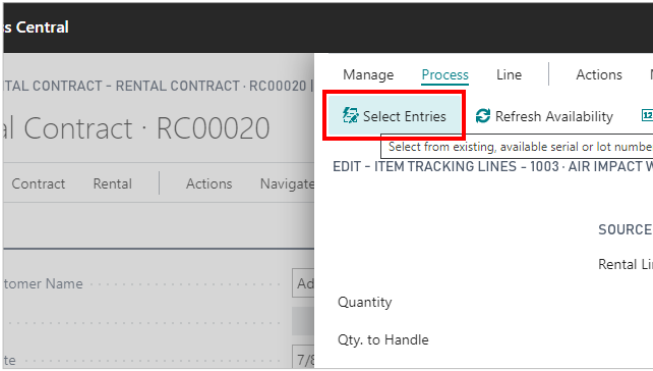 s Central
TAL CONTRACT - RENTAL CONTRACT · RC00020 |
al Contract · RC00020
Contract Rental Actions Navigate
tomer Name Ad
te 7/8
Manage Process Line Actions
Select Entries Refresh Availability
Select from existing, available serial or lot numbe
EDIT - ITEM TRACKING LINES - 1003 · AIR IMPACT W
SOURCE
Rental Li
Quantity
Qty. to Handle